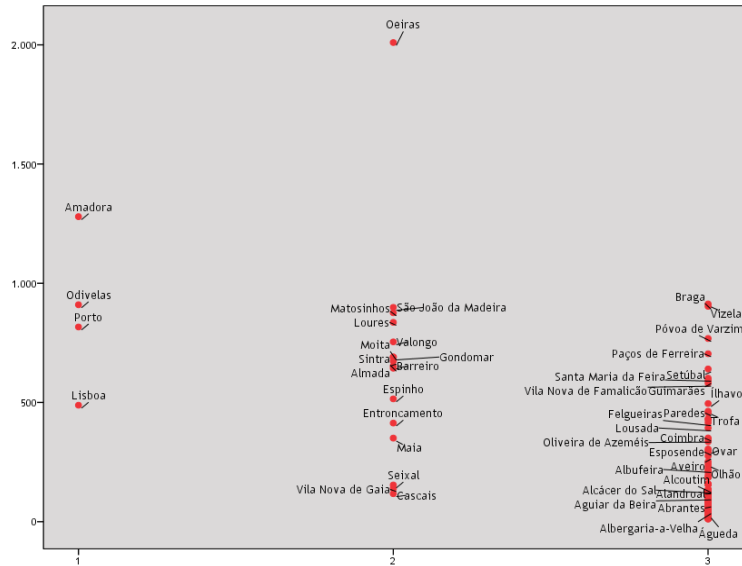 Oeiras
2.000
1.500
Amadora
1.000
Odivelas
Porto
Matosinhos São João da Madeira
Loures
Braga
Vizela
Póvoa de Varzim
Moita Valongo
Sintra Gondomar
Almada Barreiro
Paços de Ferreira
Santa Maria da Feira Setúbal
Vila Nova de Famalicão Guimarães
500
Lisboa
Espinho
Entroncamento
Maia
Ílhavo
Felgueiras Paredes
Trofa
Lousada
Oliveira de Azeméis Coimbra
Esposende Ovar
Aveiro
Albufeira Olhão
Seixal
Vila Nova de Gaia
Cascais
Alcoutim
Alcácer do Sal Alandroal
Aguiar da Beira Abrantes
Albergaria-a-Velha
Águeda
0
1 2 3